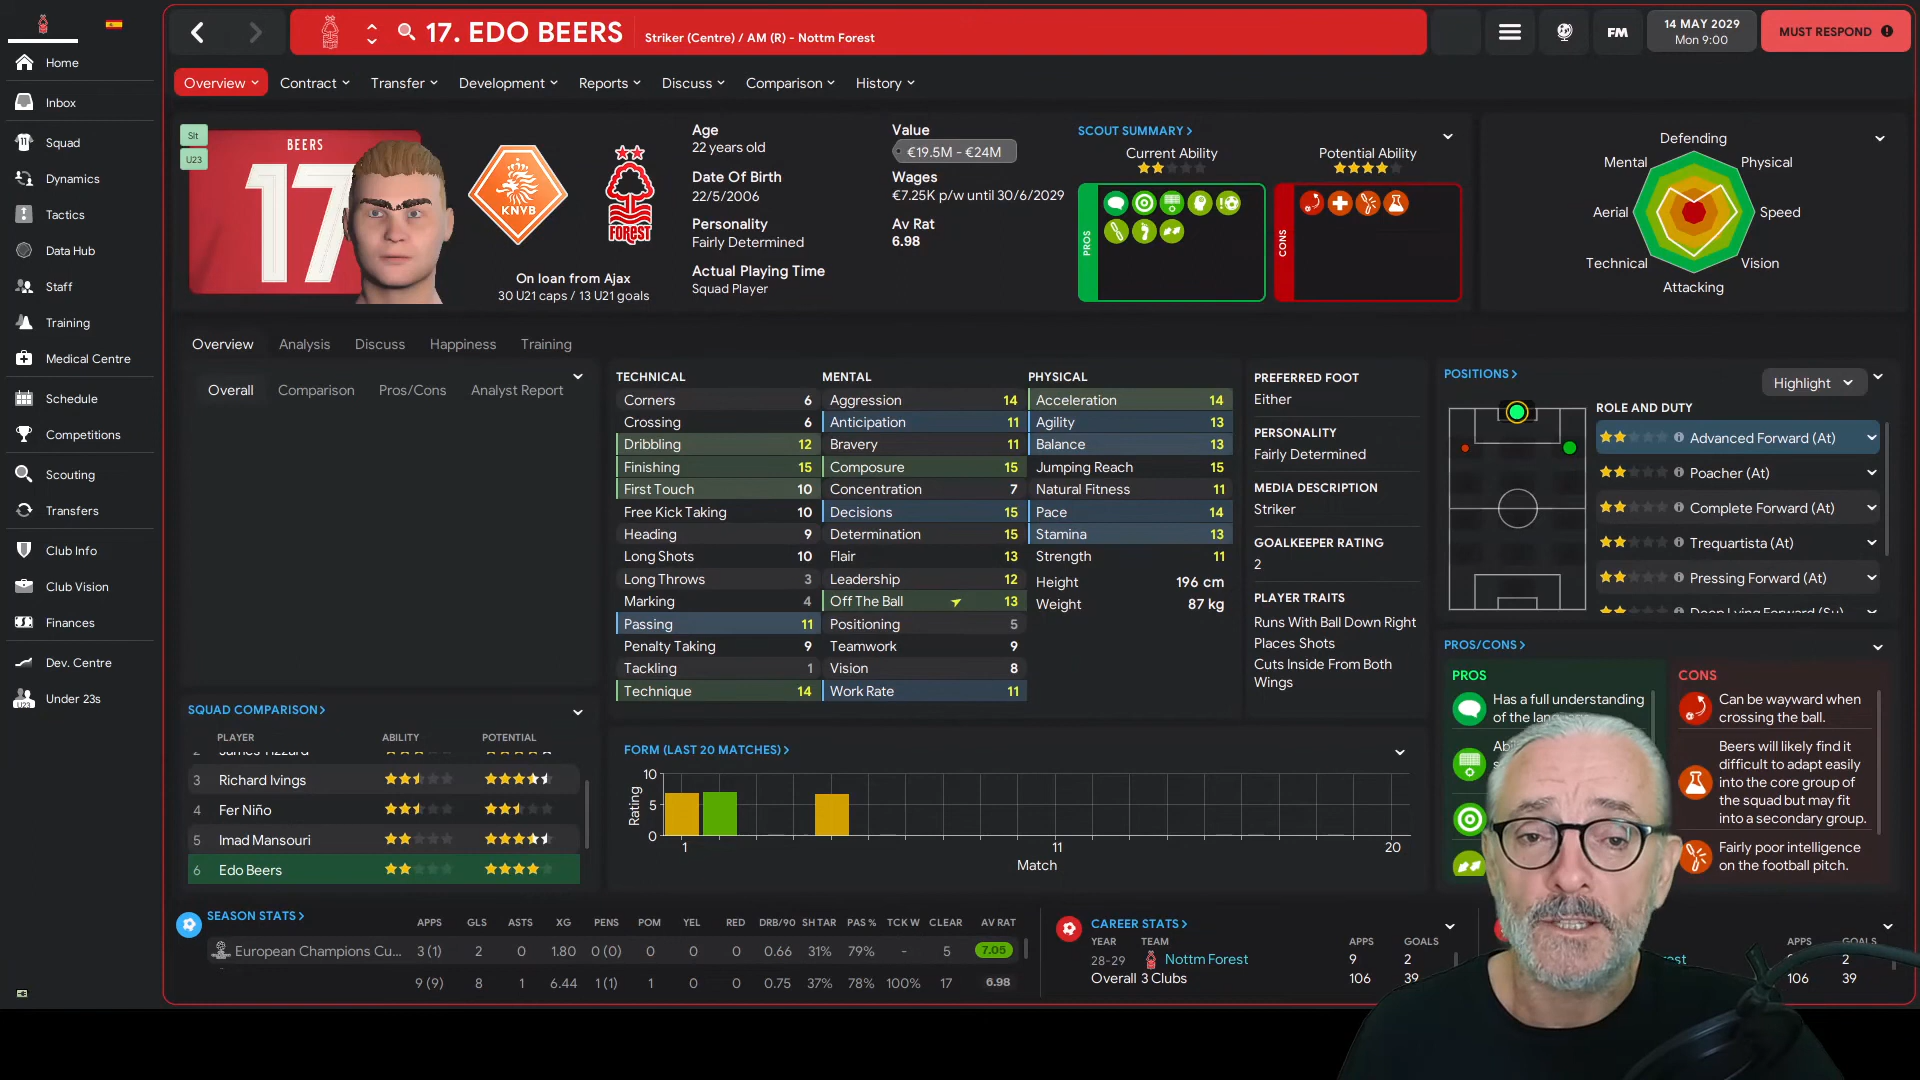 17. EDO BEERS
Striker (Centre) / AM (R) - Nottm Forest
FM
14 MAY 2029
Mon 9:00
MUST RESPOND
Home
Inbox
Squad
Dynamics
Tactics
Data Hub
Staff
Training
Medical Centre
Schedule
Competitions
Scouting
Transfers
Club Info
Club Vision
Finances
Dev. Centre
Under 23s
Overview
Contract
Transfer
Development
Reports
Discuss
Comparison
History
Slt
U23
BEERS
17
KNVB
FOREST
On loan from Ajax
30 U21 caps / 13 U21 goals
Age
22 years old
Date Of Birth
22/5/2006
Personality
Fairly Determined
Actual Playing Time
Squad Player
Value
€19.5M - €24M
Wages
€7.25K p/w until 30/6/2029
Av Rat
6.98
SCOUT SUMMARY >
Current Ability
Potential Ability
PROS
CONS
Defending
Mental Physical
Aerial Speed
Technical Vision
Attacking
Overview Analysis Discuss Happiness Training
Overall Comparison Pros/Cons Analyst Report
TECHNICAL
Corners 6
Crossing 6
Dribbling 12
Finishing 15
First Touch 10
Free Kick Taking 10
Heading 9
Long Shots 10
Long Throws 3
Marking 4
Passing 11
Penalty Taking 9
Tackling 1
Technique 14
MENTAL
Aggression 14
Anticipation 11
Bravery 11
Composure 15
Concentration 7
Decisions 15
Determination 15
Flair 13
Leadership 12
Off The Ball 13
Positioning 5
Teamwork 9
Vision 8
Work Rate 11
PHYSICAL
Acceleration 14
Agility 13
Balance 13
Jumping Reach 15
Natural Fitness 11
Pace 14
Stamina 13
Strength 11
Height 196 cm
Weight 87 kg
PREFERRED FOOT
Either
PERSONALITY
Fairly Determined
MEDIA DESCRIPTION
Striker
GOALKEEPER RATING
2
PLAYER TRAITS
Runs With Ball Down Right
Places Shots
Cuts Inside From Both
Wings
POSITIONS >
Highlight
ROLE AND DUTY
Advanced Forward (At)
Poacher (At)
Complete Forward (At)
Trequartista (At)
Pressing Forward (At)
Deep Lying Forward (Su)
PROS/CONS >
PROS
Has a full understanding
of the
CONS
Can be wayward when
crossing the ball.
Beers will likely find it
difficult to adapt easily
into the core group of
the squad but may fit
into a secondary group.
Fairly poor intelligence
on the football pitch.
SQUAD COMPARISON >
PLAYER ABILITY POTENTIAL
3 Richard Ivings
4 Fer Niño
5 Imad Mansouri
6 Edo Beers
FORM (LAST 20 MATCHES) >
Rating
10
5
0
1 11 20
Match
SEASON STATS >
APPS GLS ASTS XG PENS POM YEL RED DRB/90 SH TAR PAS % TCK W CLEAR AV RAT
European Champions Cu... 3 (1) 2 0 1.80 0 (0) 0 0 0 0.66 31% 79% - 5 7.05
9 (9) 8 1 6.44 1 (1) 1 0 0 0.75 37% 78% 100% 17 6.98
CAREER STATS >
YEAR TEAM APPS GOALS
28-29 Nottm Forest 9 2
Overall 3 Clubs 106 39
APPS GOALS
2
106 39